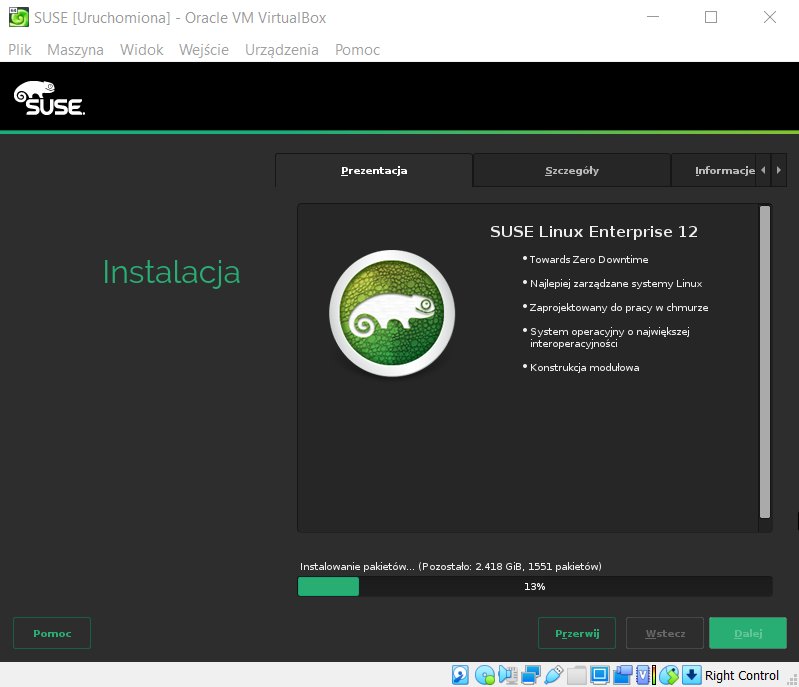 SUSE [Uruchomiona] - Oracle VM VirtualBox
Plik Maszyna Widok Wejście Urządzenia Pomoc
SUSE.
Prezentacja Szczegóły Informacje
Instalacja
SUSE Linux Enterprise 12
• Towards Zero Downtime
• Najlepiej zarządzane systemy Linux
• Zaprojektowany do pracy w chmurze
• System operacyjny o największej
interoperacyjności
• Konstrukcja modułowa
Instalowanie pakietów... (Pozostało: 2.418 GiB, 1551 pakietów)
13%
Pomoc Przerwij Wstecz Dalej
Right Control